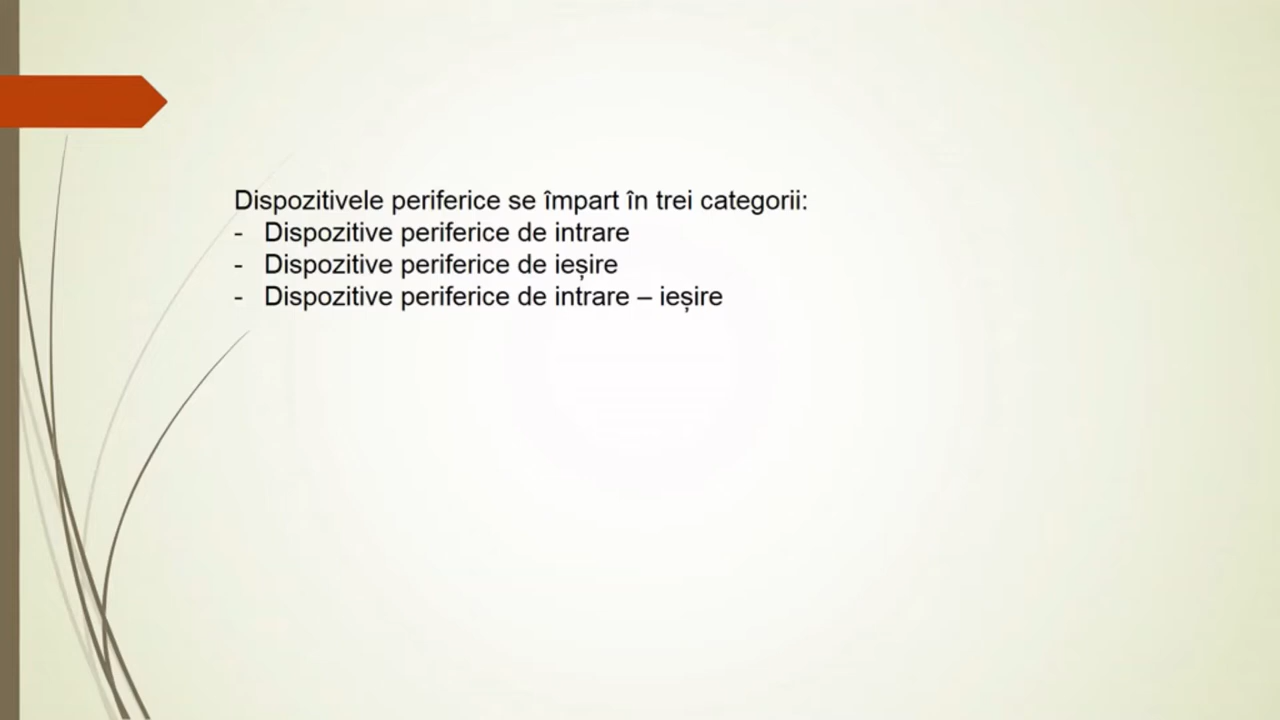 Dispozitivele periferice se împart în trei categorii:
- Dispozitive periferice de intrare
- Dispozitive periferice de ieșire
- Dispozitive periferice de intrare – ieșire